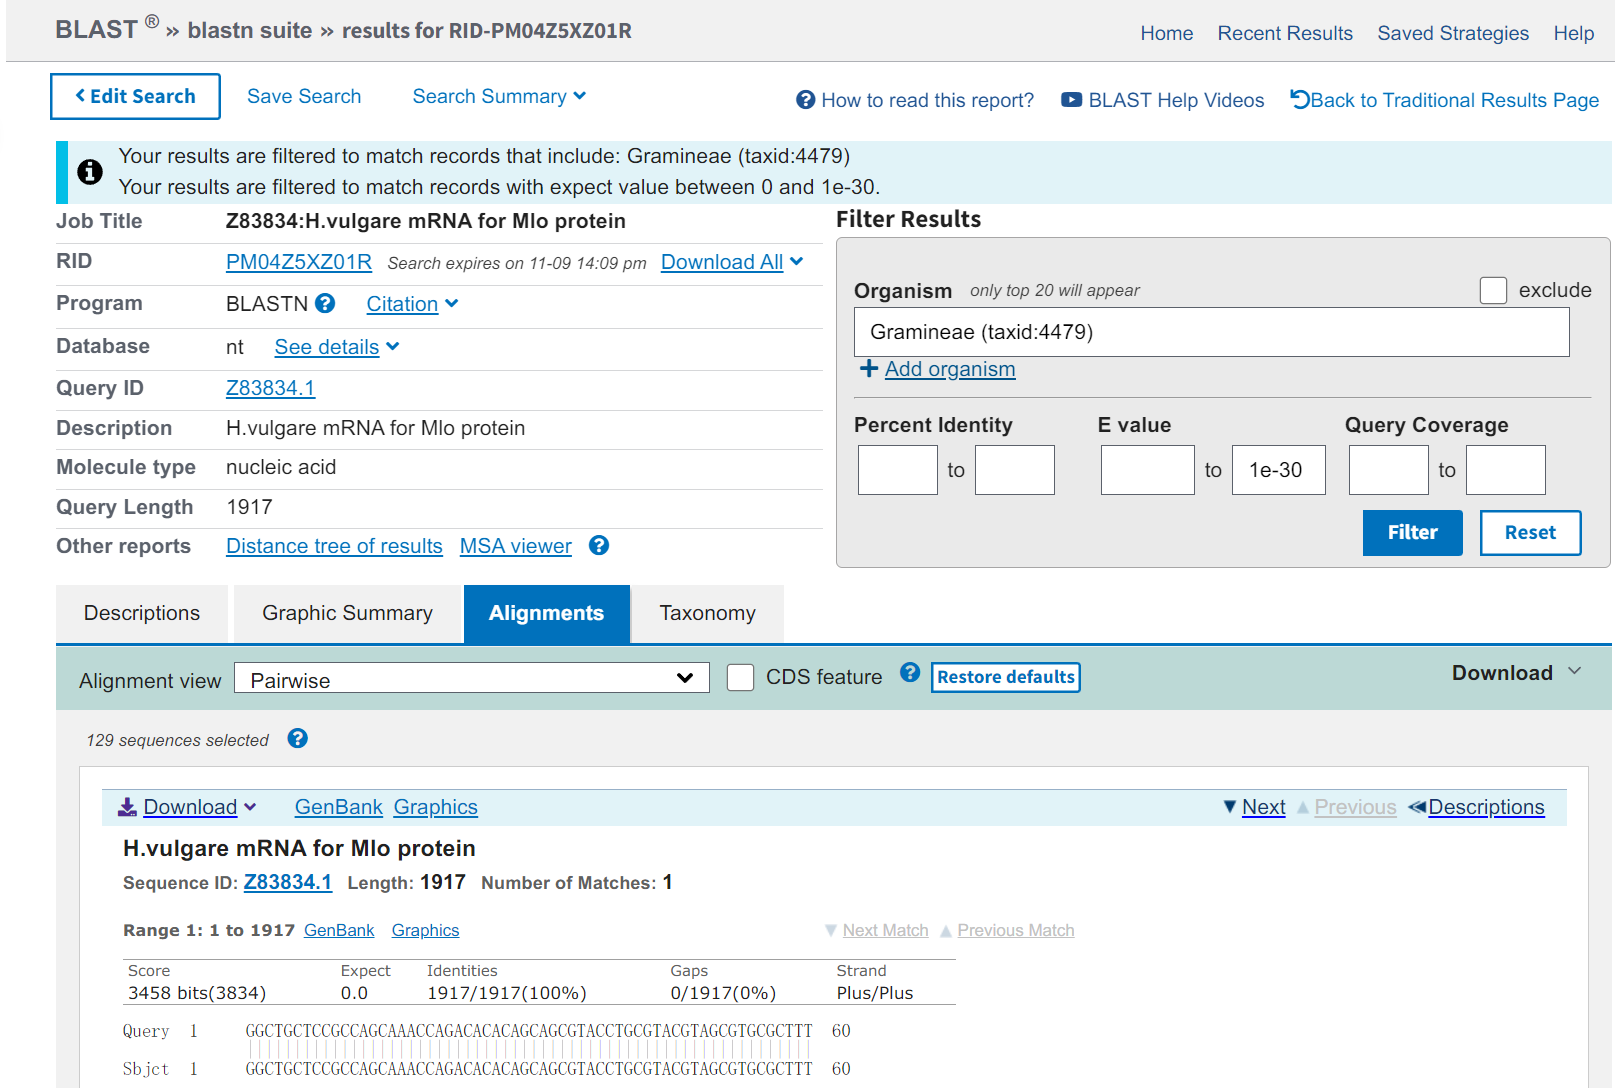 BLAST ® » blastn suite » results for RID-PM04Z5XZ01R
Home Recent Results Saved Strategies Help
Edit Search Save Search Search Summary
How to read this report? BLAST Help Videos Back to Traditional Results Page
Your results are filtered to match records that include: Gramineae (taxid:4479)
Your results are filtered to match records with expect value between 0 and 1e-30.
Job Title Z83834:H.vulgare mRNA for Mlo protein
RID PM04Z5XZ01R Search expires on 11-09 14:09 pm Download All
Program BLASTN Citation
Database nt See details
Query ID Z83834.1
Description H.vulgare mRNA for Mlo protein
Molecule type nucleic acid
Query Length 1917
Other reports Distance tree of results MSA viewer
Filter Results
Organism only top 20 will appear exclude
Gramineae (taxid:4479)
Add organism
Percent Identity E value Query Coverage
to to 1e-30 to
Filter Reset
Descriptions Graphic Summary Alignments Taxonomy
Alignment view Pairwise CDS feature Restore defaults Download
129 sequences selected
Download GenBank Graphics Next Previous Descriptions
H.vulgare mRNA for Mlo protein
Sequence ID: Z83834.1 Length: 1917 Number of Matches: 1
Range 1: 1 to 1917 GenBank Graphics Next Match Previous Match
Score Expect Identities Gaps Strand
3458 bits(3834) 0.0 1917/1917(100%) 0/1917(0%) Plus/Plus
Query 1 GGCTGCTCCGCCAGCAAACCAGACACACAGCAGCGTACCTGCGTACGTAGCGTGCGCTTT 60
Sbjct 1 GGCTGCTCCGCCAGCAAACCAGACACACAGCAGCGTACCTGCGTACGTAGCGTGCGCTTT 60